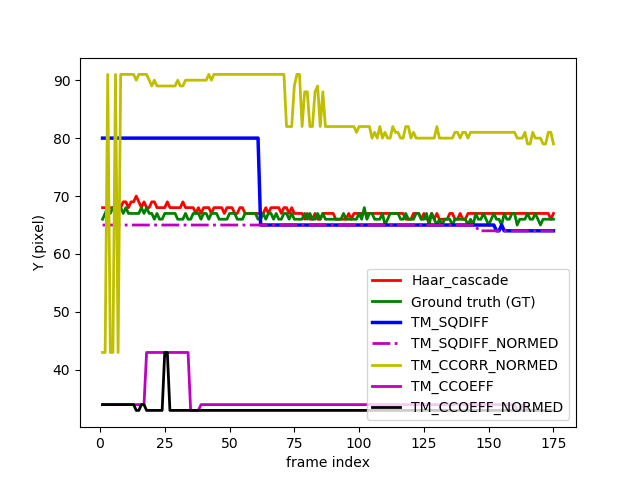 90
80
70
60
50
40
Y (pixel)
Haar_cascade
Ground truth (GT)
TM_SQDIFF
TM_SQDIFF_NORMED
TM_CCORR_NORMED
TM_CCOEFF
TM_CCOEFF_NORMED
0 25 50 75 100 125 150 175
frame index